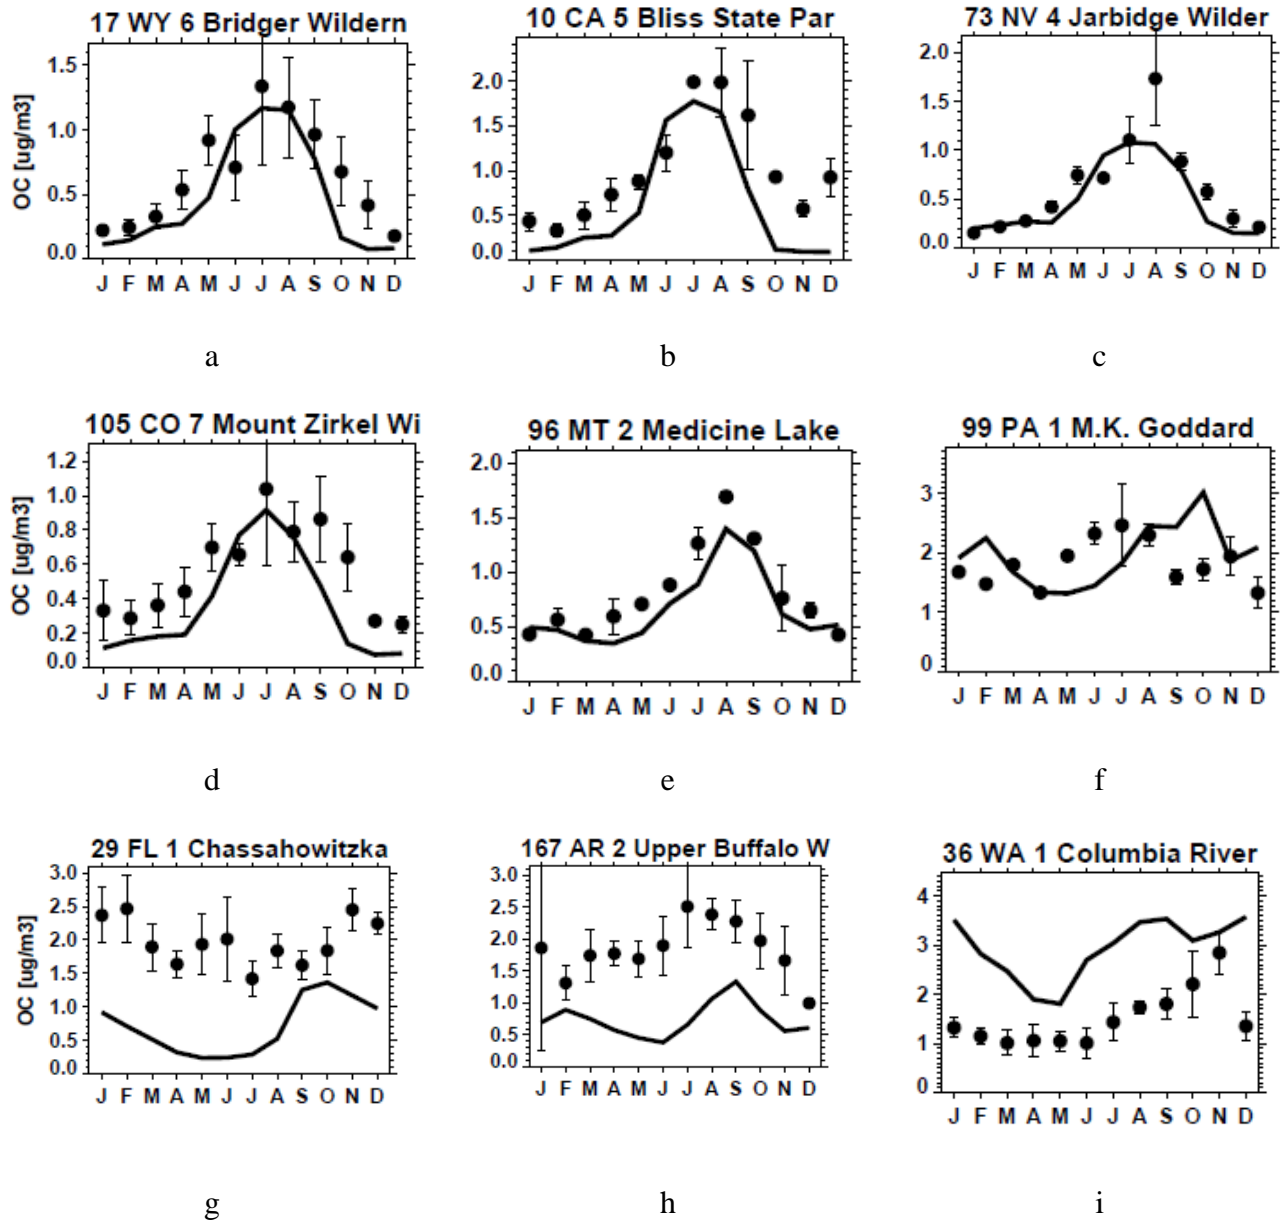 17 WY 6 Bridger Wildern
10 CA 5 Bliss State Par
73 NV 4 Jarbidge Wilder
OC [ug/m3]
1.5
1.0
0.5
0.0
J F M A M J J A S O N D
2.0
1.5
1.0
0.5
0.0
J F M A M J J A S O N D
2.0
1.5
1.0
0.5
0.0
J F M A M J J A S O N D
a
b
c
105 CO 7 Mount Zirkel Wi
96 MT 2 Medicine Lake
99 PA 1 M.K. Goddard
OC [ug/m3]
1.2
1.0
0.8
0.6
0.4
0.2
0.0
J F M A M J J A S O N D
2.0
1.5
1.0
0.5
0.0
J F M A M J J A S O N D
3
2
1
0
J F M A M J J A S O N D
d
e
f
29 FL 1 Chassahowitzka
167 AR 2 Upper Buffalo W
36 WA 1 Columbia River
OC [ug/m3]
3.0
2.5
2.0
1.5
1.0
0.5
0.0
J F M A M J J A S O N D
3.0
2.5
2.0
1.5
1.0
0.5
0.0
J F M A M J J A S O N D
4
3
2
1
0
J F M A M J J A S O N D
g
h
i